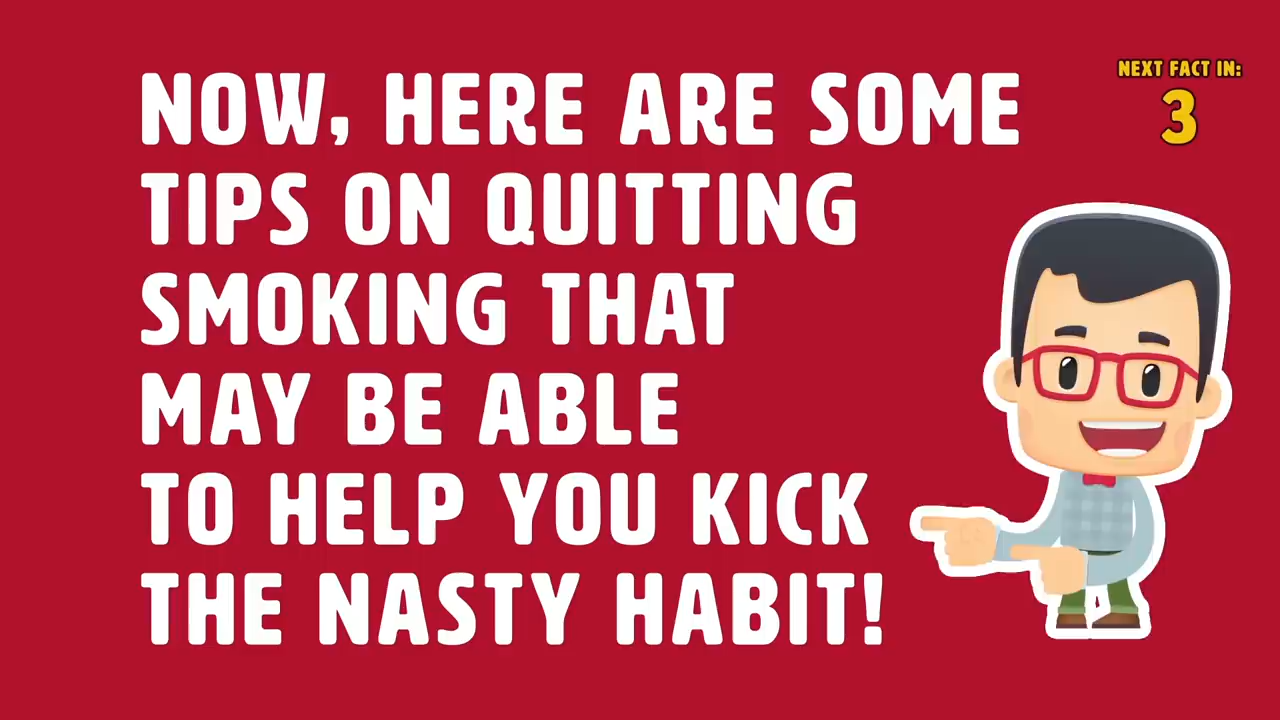 NOW, HERE ARE SOME
TIPS ON QUITTING
SMOKING THAT
MAY BE ABLE
TO HELP YOU KICK
THE NASTY HABIT!
NEXT FACT IN:
3